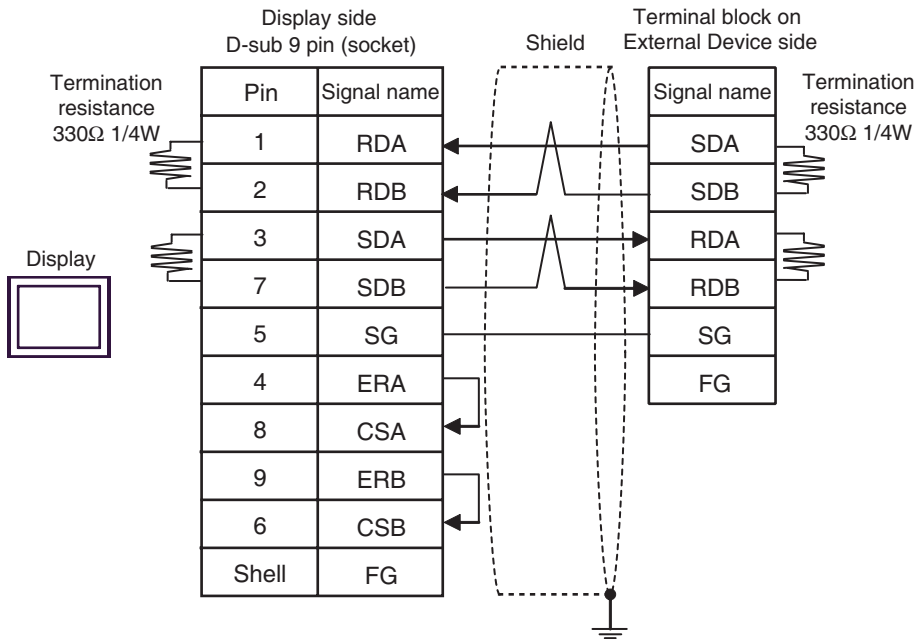 Display side
D-sub 9 pin (socket)
Shield
Terminal block on
External Device side
Termination
resistance
330Ω 1/4W
Termination
resistance
330Ω 1/4W
Pin Signal name Signal name
1 RDA SDA
2 RDB SDB
3 SDA RDA
7 SDB RDB
5 SG SG
4 ERA FG
8 CSA
9 ERB
6 CSB
Shell FG
Display